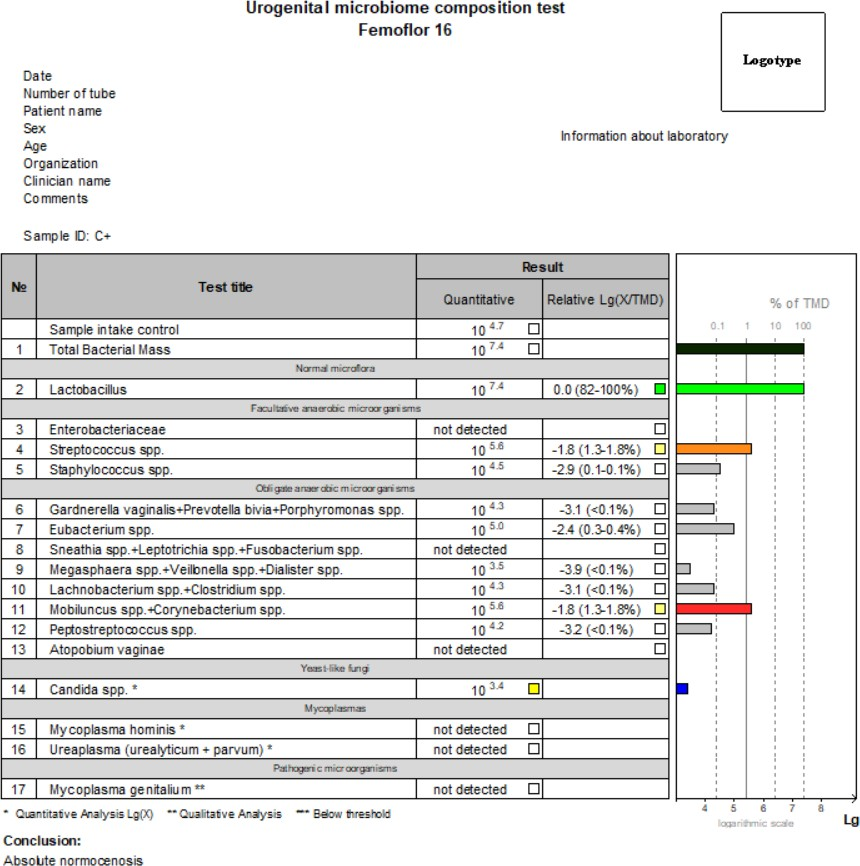 Urogenital microbiome composition test
Femoflor 16
Logotype
Date
Number of tube
Patient name
Sex
Age
Organization
Clinician name
Comments
Information about laboratory
Sample ID: C+
№ Test title Result
Quantitative Relative Lg(X/TMD)
% of TMD
0.1 1 10 100
Sample intake control 10 4.7
1 Total Bacterial Mass 10 7.4
Normal microflora
2 Lactobacillus 10 7.4 0.0 (82-100%)
Facultative anaerobic microorganisms
3 Enterobacteriaceae not detected
4 Streptococcus spp. 10 5.6 -1.8 (1.3-1.8%)
5 Staphylococcus spp. 10 4.5 -2.9 (0.1-0.1%)
Obligate anaerobic microorganisms
6 Gardnerella vaginalis+Prevotella bivia+Porphyromonas spp. 10 4.3 -3.1 (<0.1%)
7 Eubacterium spp. 10 5.0 -2.4 (0.3-0.4%)
8 Sneathia spp.+Leptotrichia spp.+Fusobacterium spp. not detected
9 Megasphaera spp.+Veillonella spp.+Dialister spp. 10 3.5 -3.9 (<0.1%)
10 Lachnobacterium spp.+Clostridium spp. 10 4.3 -3.1 (<0.1%)
11 Mobiluncus spp.+Corynebacterium spp. 10 5.6 -1.8 (1.3-1.8%)
12 Peptostreptococcus spp. 10 4.2 -3.2 (<0.1%)
13 Atopobium vaginae not detected
Yeast-like fungi
14 Candida spp. * 10 3.4
Mycoplasmas
15 Mycoplasma hominis * not detected
16 Ureaplasma (urealyticum + parvum) * not detected
Pathogenic microorganisms
17 Mycoplasma genitalium ** not detected
4 5 6 7 8
logarithmic scale Lg
* Quantitative Analysis Lg(X) ** Qualitative Analysis *** Below threshold
Conclusion:
Absolute normocenosis